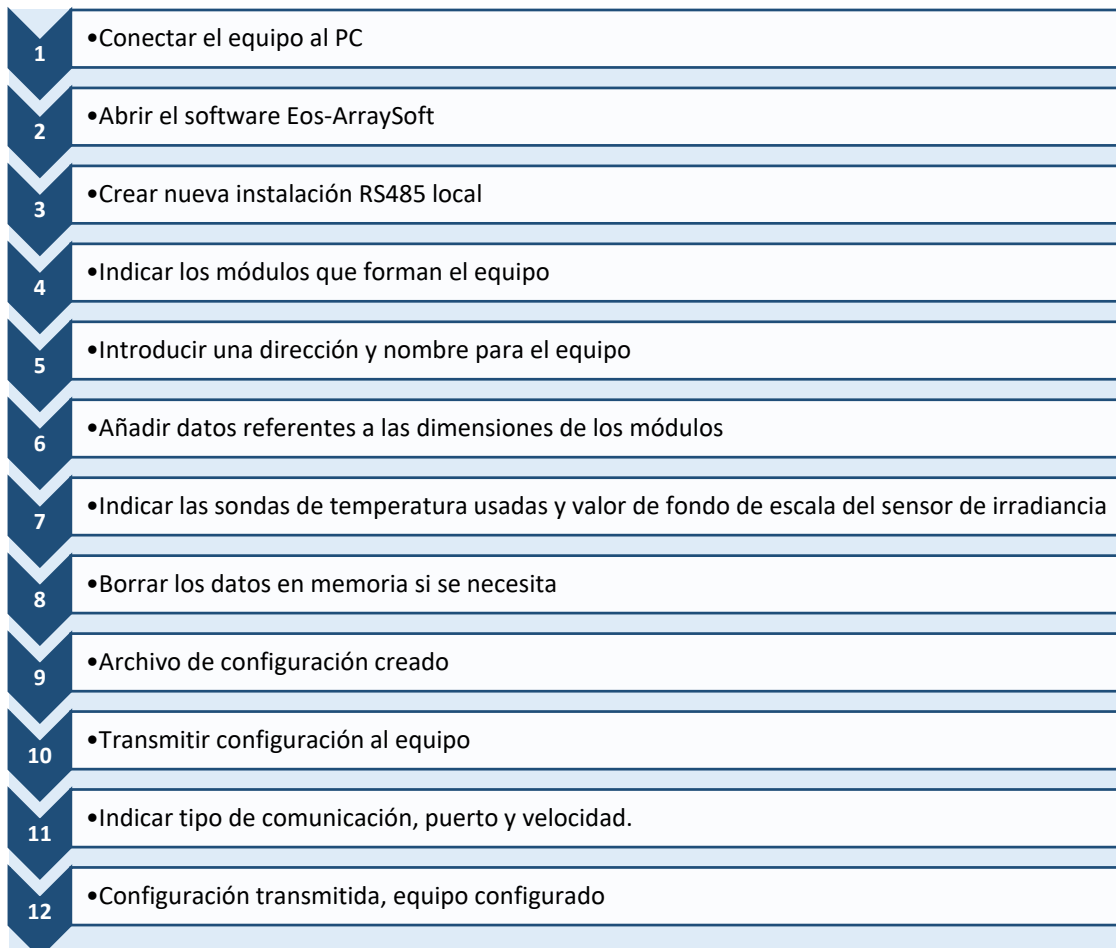 1
•Conectar el equipo al PC
2
•Abrir el software Eos-ArraySoft
3
•Crear nueva instalación RS485 local
4
•Indicar los módulos que forman el equipo
5
•Introducir una dirección y nombre para el equipo
6
•Añadir datos referentes a las dimensiones de los módulos
7
•Indicar las sondas de temperatura usadas y valor de fondo de escala del sensor de irradiancia
8
•Borrar los datos en memoria si se necesita
9
•Archivo de configuración creado
10
•Transmitir configuración al equipo
11
•Indicar tipo de comunicación, puerto y velocidad.
12
•Configuración transmitida, equipo configurado